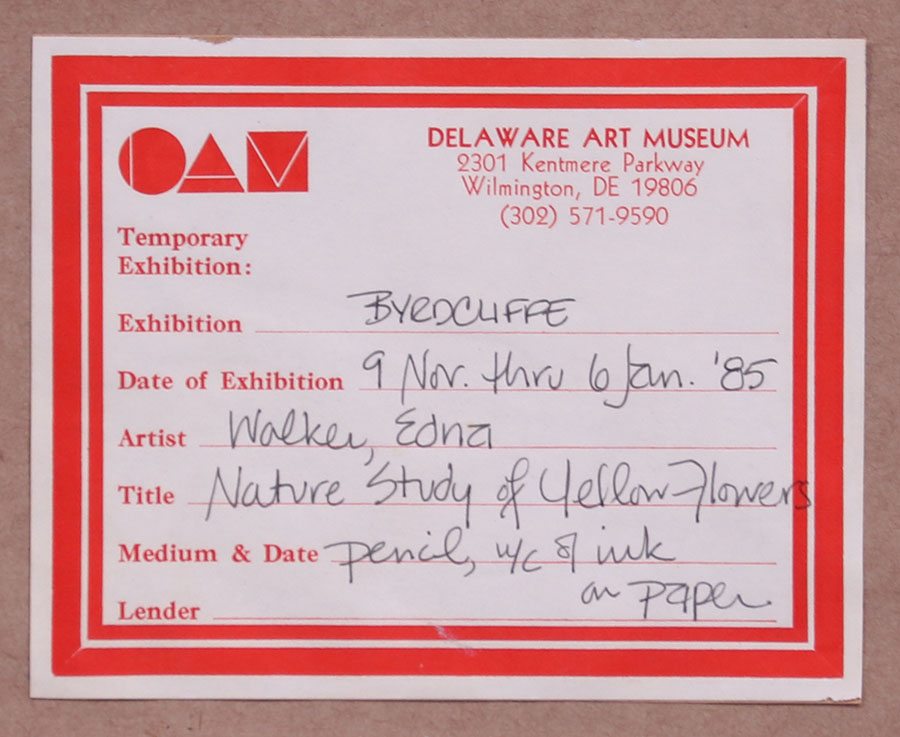 DAM
DELAWARE ART MUSEUM
2301 Kentmere Parkway
Wilmington, DE 19806
(302) 571-9590
Temporary
Exhibition:
Exhibition BYRDCLIFFE
Date of Exhibition 9 Nov. thru 6 Jan. '85
Artist Walker, Edna
Title Nature Study of Yellow Flowers
Medium & Date pencil, w/c & ink
on paper
Lender